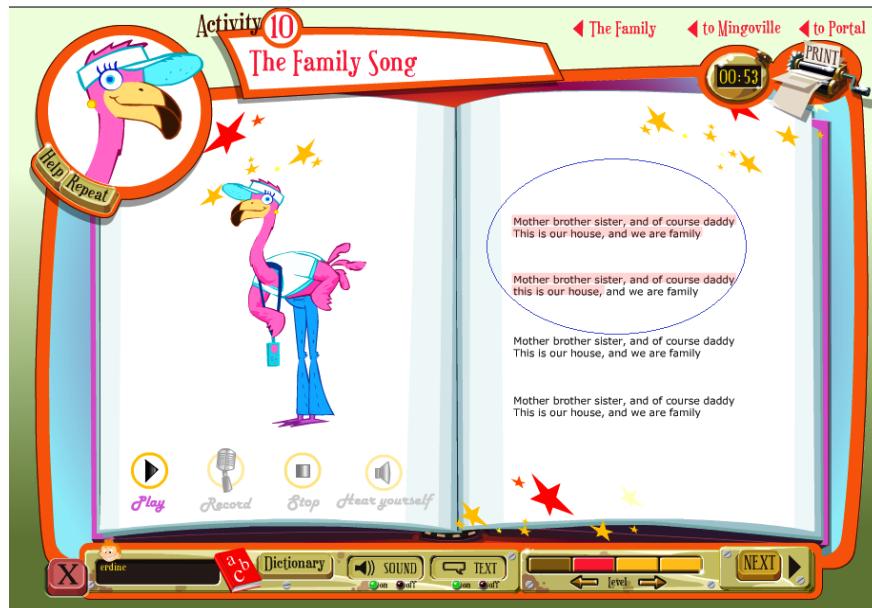 Activity 10
The Family Song
The Family
to Mingoville
to Portal
00:53
PRINT
Help
Repeat
Mother brother sister, and of course daddy
This is our house, and we are family
Mother brother sister, and of course daddy
this is our house, and we are family
Mother brother sister, and of course daddy
This is our house, and we are family
Mother brother sister, and of course daddy
This is our house, and we are family
Play
Record
Stop
Hear yourself
X
erdine
a b c
Dictionary
SOUND
on off
TEXT
on off
level
NEXT